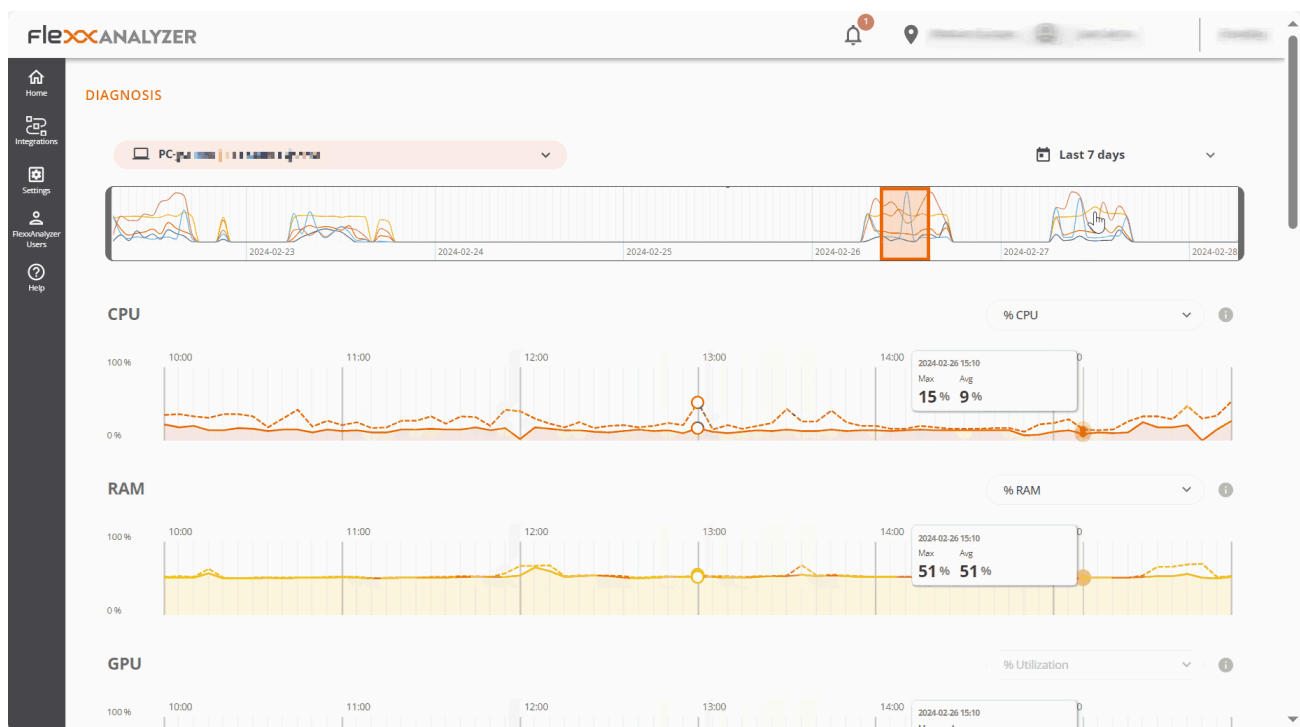 FlexxANALYZER
1
Home
Integrations
Settings
FlexxAnalyzer
Users
Help
DIAGNOSIS
PC-
Last 7 days
2024-02-23
2024-02-24
2024-02-25
2024-02-26
2024-02-27
2024-02-28
CPU
% CPU
100 %
10:00
11:00
12:00
13:00
14:00
0
2024-02-26 15:10
Max Avg
15 % 9 %
0 %
RAM
% RAM
100 %
10:00
11:00
12:00
13:00
14:00
0
2024-02-26 15:10
Max Avg
51 % 51 %
0 %
GPU
% Utilization
100 %
10:00
11:00
12:00
13:00
14:00
0
2024-02-26 15:10